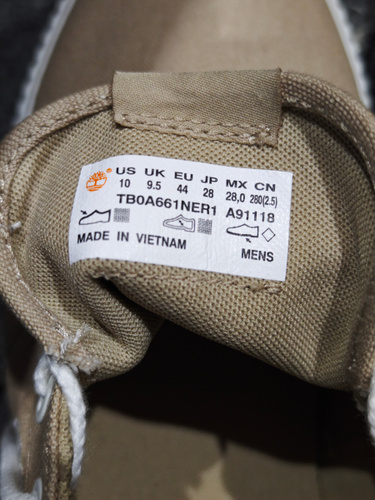 US UK EU JP MX CN
10 9.5 44 28 28,0 280(2.5)
TB0A661NER1 A91118
MADE IN VIETNAM
MENS